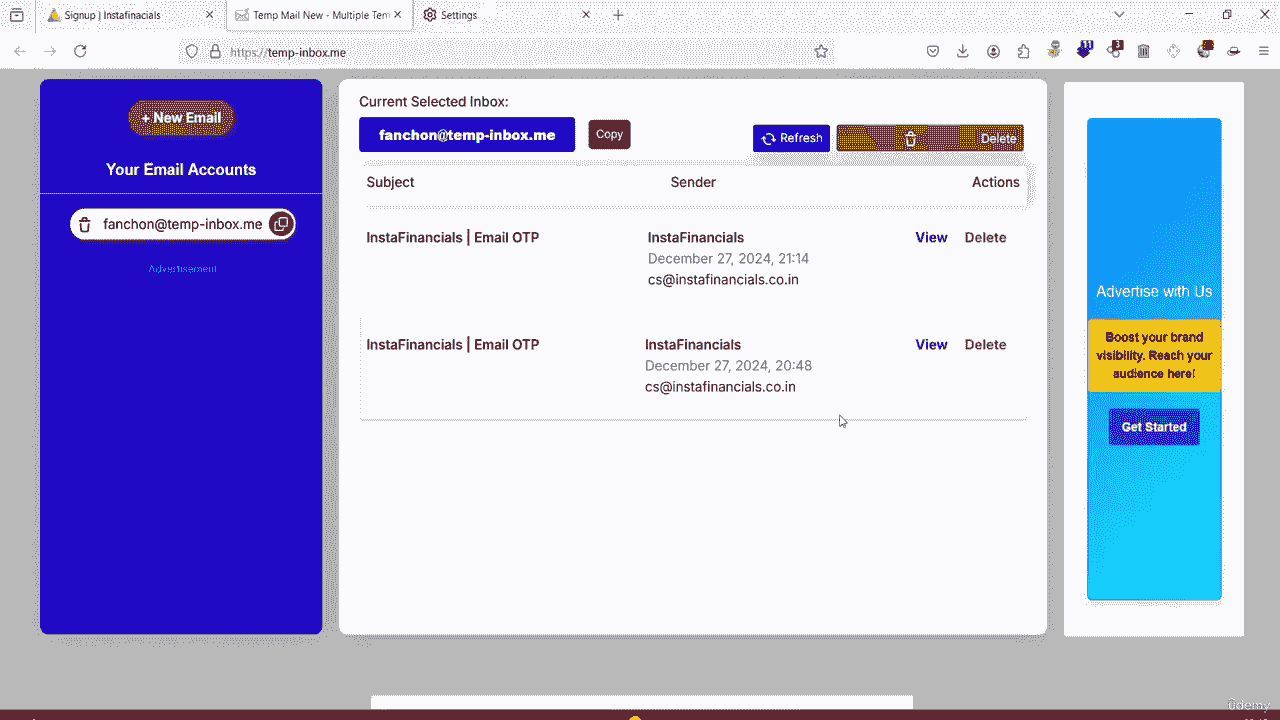 Signup | Instafinacials
Temp Mail New - Multiple Tem
Settings
https://temp-inbox.me
11
3
+ New Email
Your Email Accounts
fanchon@temp-inbox.me
Advertisement
Current Selected Inbox:
fanchon@temp-inbox.me
Copy
Refresh
Delete
Subject
Sender
Actions
InstaFinancials | Email OTP
InstaFinancials
View
Delete
December 27, 2024, 21:14
cs@instafinancials.co.in
InstaFinancials | Email OTP
InstaFinancials
View
Delete
December 27, 2024, 20:48
cs@instafinancials.co.in
Advertise with Us
Boost your brand
visibility. Reach your
audience here!
Get Started
ûdemy